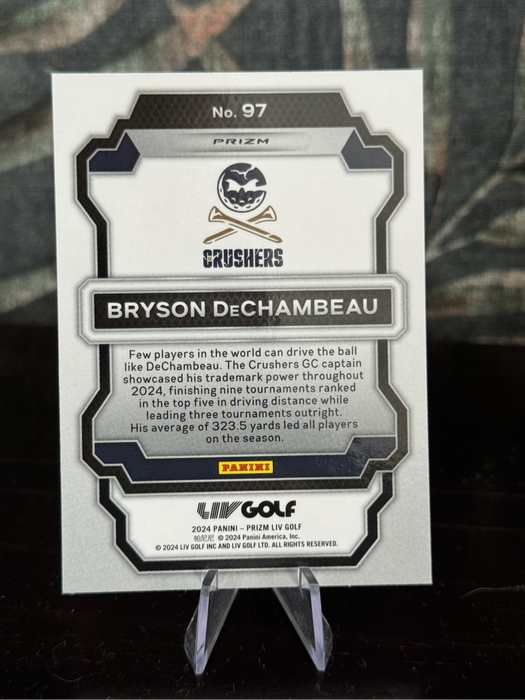 No. 97
PRIZM
CRUSHERS
BRYSON DeCHAMBEAU
Few players in the world can drive the ball
like DeChambeau. The Crushers GC captain
showcased his trademark power throughout
2024, finishing nine tournaments ranked
in the top five in driving distance while
leading three tournaments outright.
His average of 323.5 yards led all players
on the season.
PANINI
LIV GOLF
2024 PANINI – PRIZM LIV GOLF
帕尼尼 © 2024 Panini America, Inc.
© 2024 LIV GOLF INC AND LIV GOLF LTD. ALL RIGHTS RESERVED.